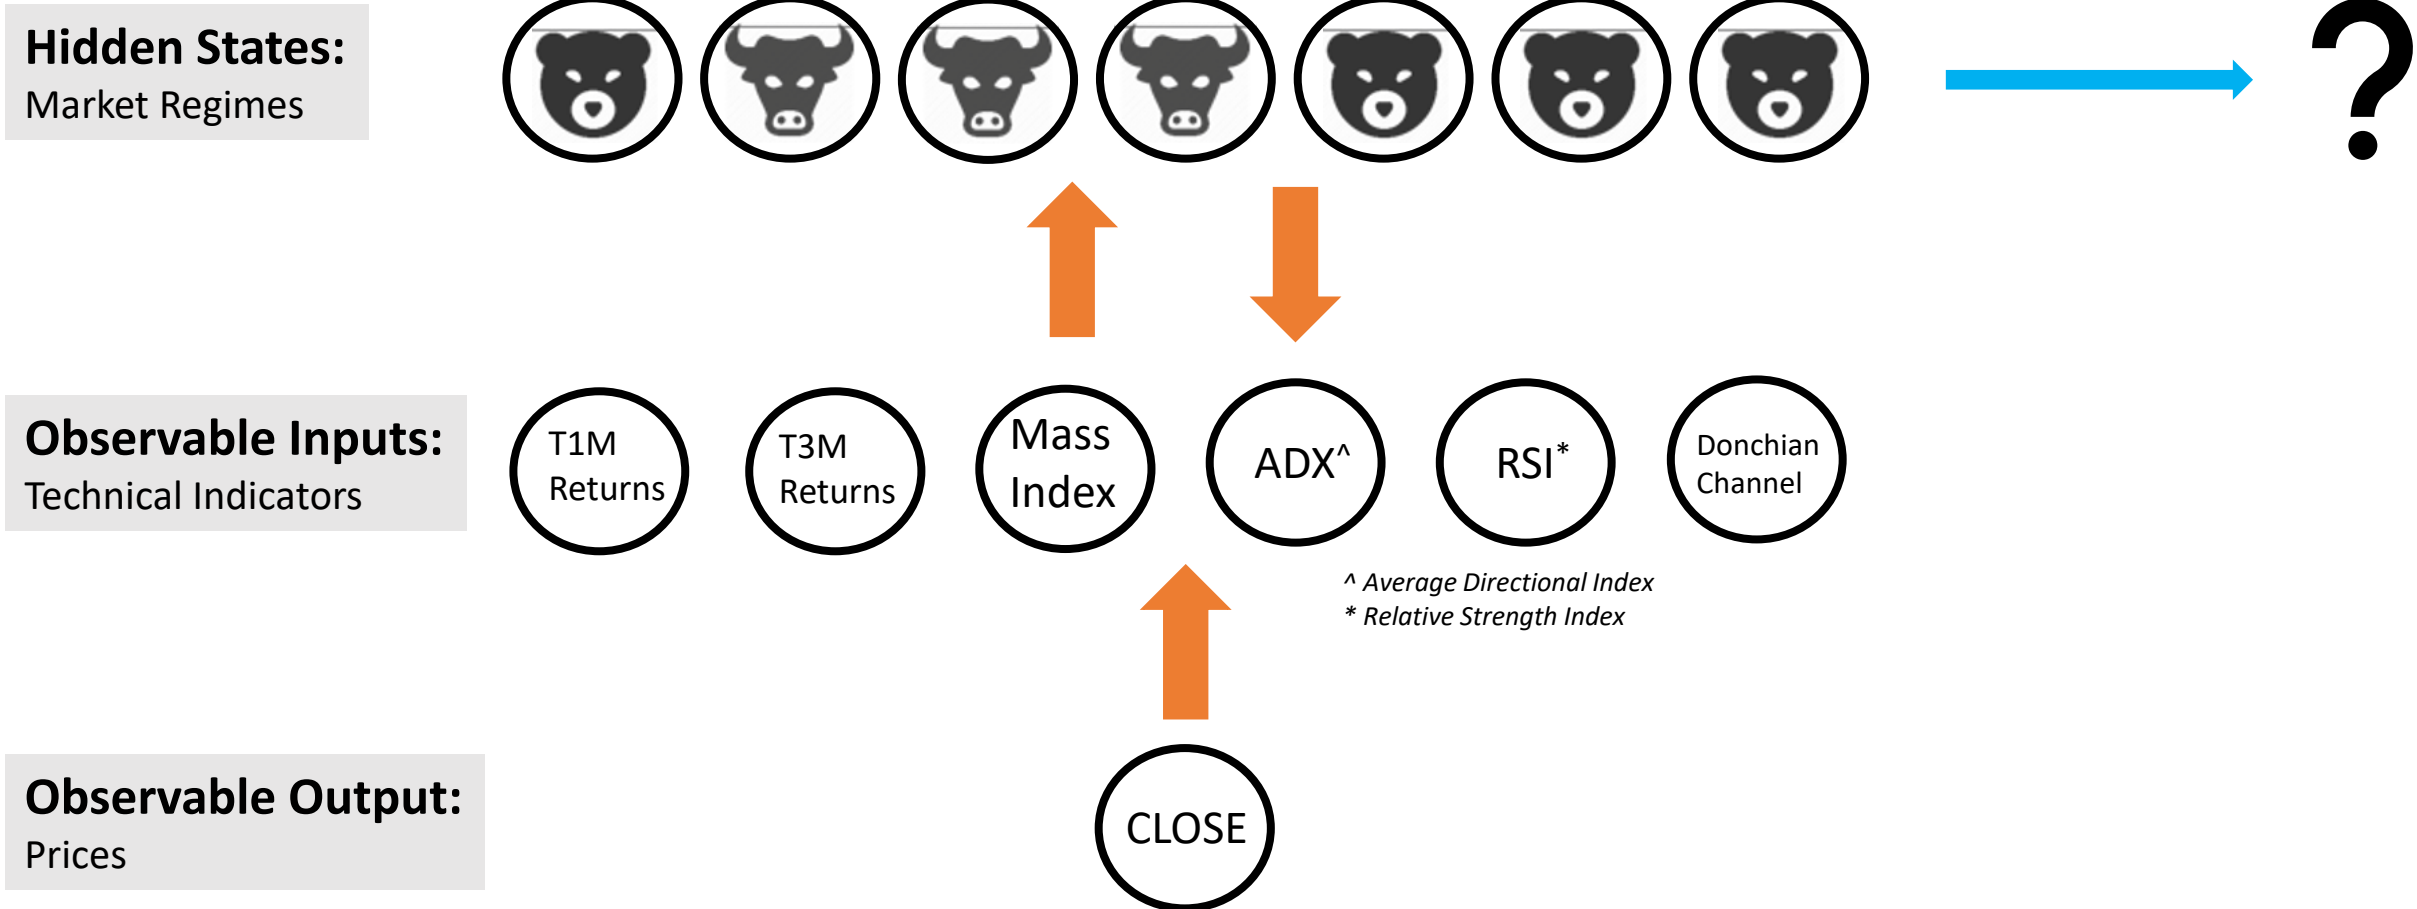 Hidden States:
Market Regimes
?
Observable Inputs:
Technical Indicators
T1M
Returns
T3M
Returns
Mass
Index
ADX^
RSI*
Donchian
Channel
^ Average Directional Index
* Relative Strength Index
Observable Output:
Prices
CLOSE